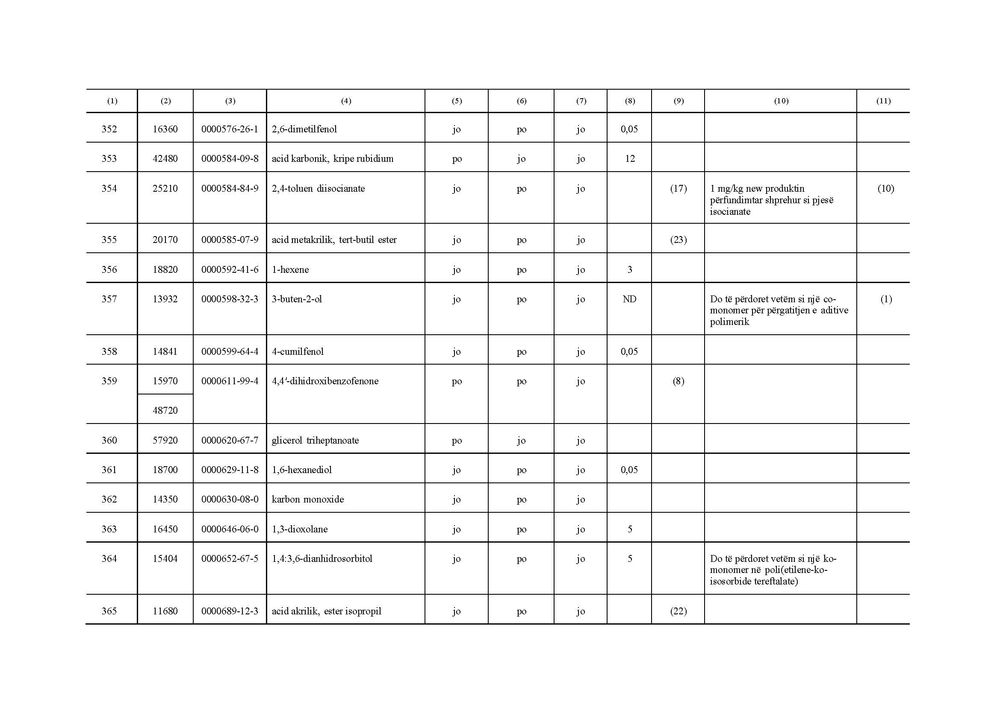 (1) (2) (3) (4) (5) (6) (7) (8) (9) (10) (11)
352 16360 0000576-26-1 2,6-dimetilfenol jo po jo 0,05
353 42480 0000584-09-8 acid karbonik, kripe rubidium po jo jo 12
354 25210 0000584-84-9 2,4-toluen diisocianate jo po jo (17) 1 mg/kg new produktin (10)
përfundimtar shprehur si pjesë
isocianate
355 20170 0000585-07-9 acid metakrilik, tert-butil ester jo po jo (23)
356 18820 0000592-41-6 1-hexene jo po jo 3
357 13932 0000598-32-3 3-buten-2-ol jo po jo ND Do të përdoret vetëm si një co- (1)
monomer për përgatitjen e aditive
polimerik
358 14841 0000599-64-4 4-cumilfenol jo po jo 0,05
359 15970 0000611-99-4 4,4′-dihidroxibenzofenone po po jo (8)
48720
360 57920 0000620-67-7 glicerol triheptanoate po jo jo
361 18700 0000629-11-8 1,6-hexanediol jo po jo 0,05
362 14350 0000630-08-0 karbon monoxide jo po jo
363 16450 0000646-06-0 1,3-dioxolane jo po jo 5
364 15404 0000652-67-5 1,4:3,6-dianhidrosorbitol jo po jo 5 Do të përdoret vetëm si një ko-
monomer në poli(etilene-ko-
isosorbide tereftalate)
365 11680 0000689-12-3 acid akrilik, ester isopropil jo po jo (22)